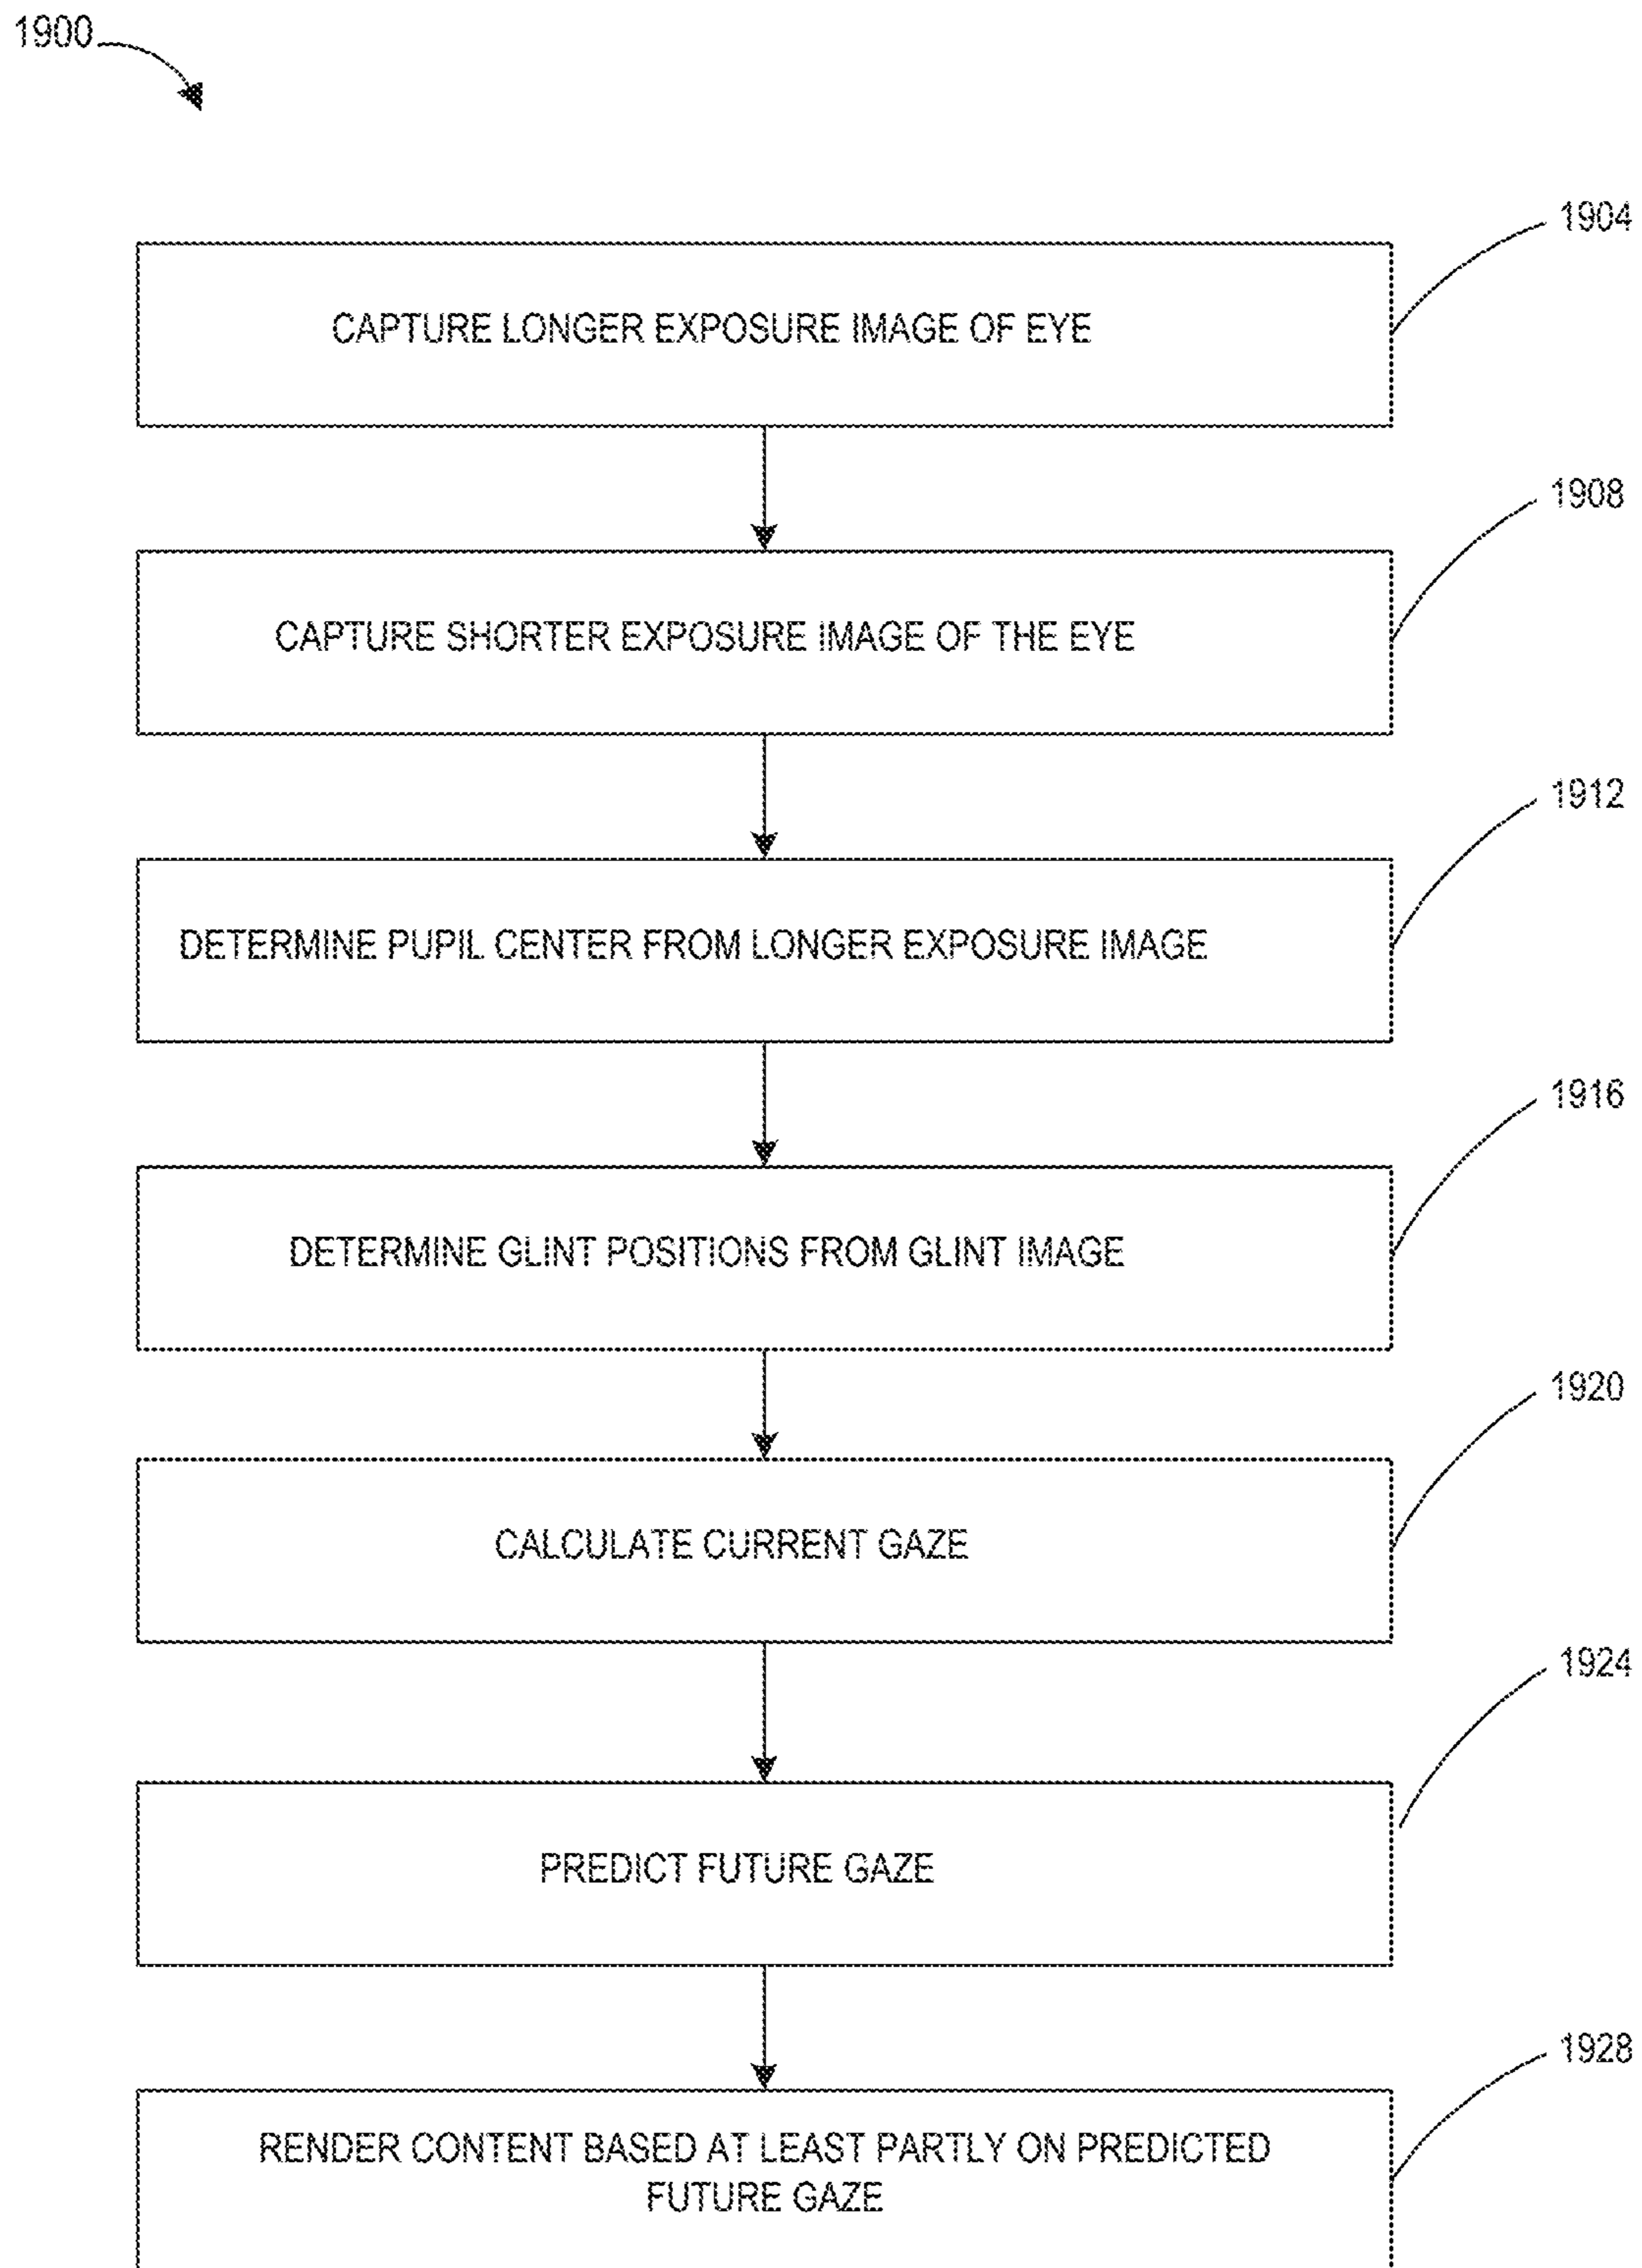 1900
1904
CAPTURE LONGER EXPOSURE IMAGE OF EYE
1908
CAPTURE SHORTER EXPOSURE IMAGE OF THE EYE
1912
DETERMINE PUPIL CENTER FROM LONGER EXPOSURE IMAGE
1916
DETERMINE GLINT POSITIONS FROM GLINT IMAGE
1920
CALCULATE CURRENT GAZE
1924
PREDICT FUTURE GAZE
1928
RENDER CONTENT BASED AT LEAST PARTLY ON PREDICTED
FUTURE GAZE